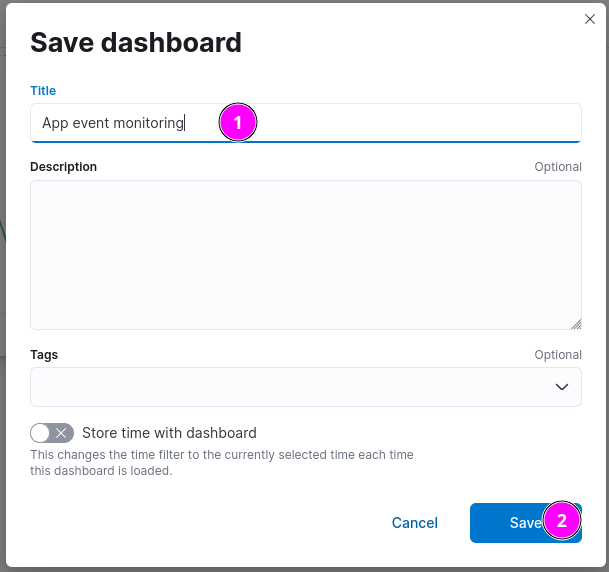 Save dashboard
Title
App event monitoring
1
Description Optional
Tags Optional
Store time with dashboard
This changes the time filter to the currently selected time each time
this dashboard is loaded.
Cancel
Save
2